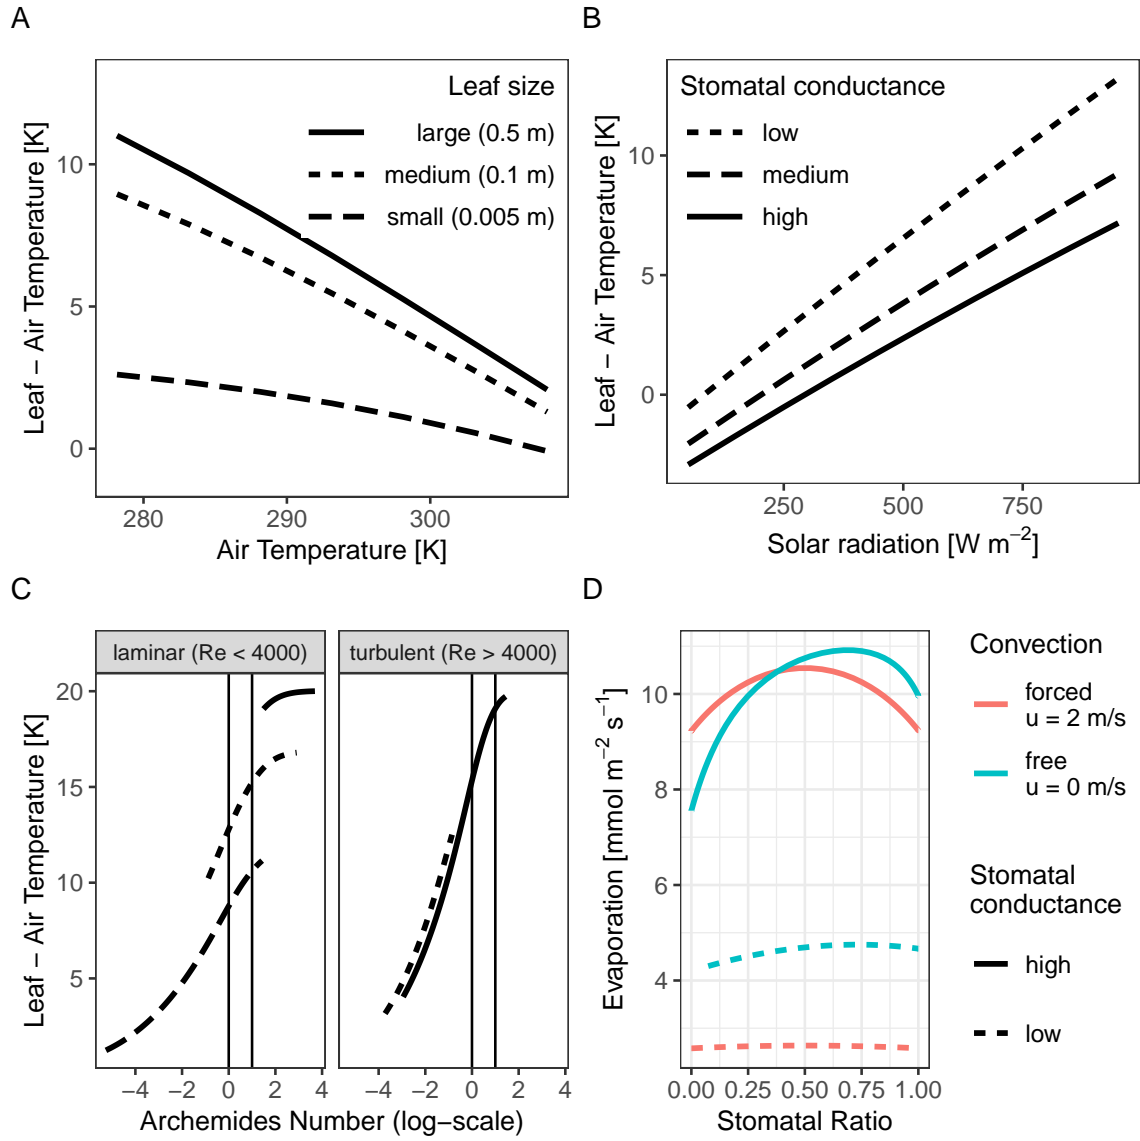 A
Leaf size
large (0.5 m)
medium (0.1 m)
small (0.005 m)
Leaf − Air Temperature [K]
10
5
0
280
290
300
Air Temperature [K]
B
Stomatal conductance
low
medium
high
Leaf − Air Temperature [K]
10
5
0
250
500
750
Solar radiation [W m⁻²]
C
laminar (Re < 4000)
turbulent (Re > 4000)
Leaf − Air Temperature [K]
20
15
10
5
−4
−2
0
2
4
−4
−2
0
2
4
Archemides Number (log−scale)
D
Evaporation [mmol m⁻² s⁻¹]
10
8
6
4
0.00
0.25
0.50
0.75
1.00
Stomatal Ratio
Convection
forced
u = 2 m/s
free
u = 0 m/s
Stomatal
conductance
high
low